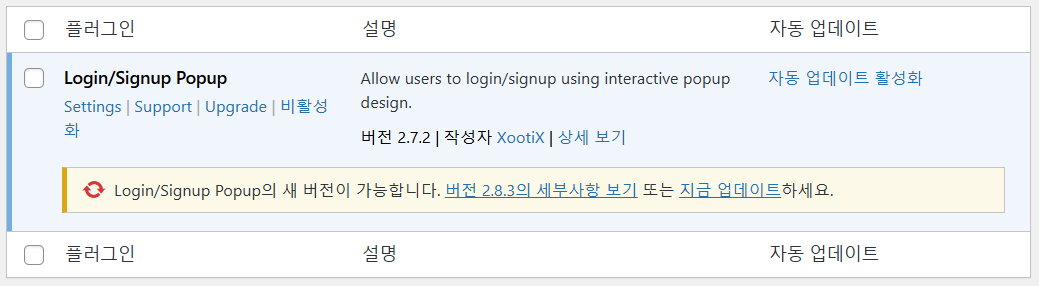 플러그인 설명 자동 업데이트
Login/Signup Popup
Settings | Support | Upgrade | 비활성
화
Allow users to login/signup using interactive popup
design.
버전 2.7.2 | 작성자 XootiX | 상세 보기
자동 업데이트 활성화
Login/Signup Popup의 새 버전이 가능합니다. 버전 2.8.3의 세부사항 보기 또는 지금 업데이트하세요.
플러그인 설명 자동 업데이트